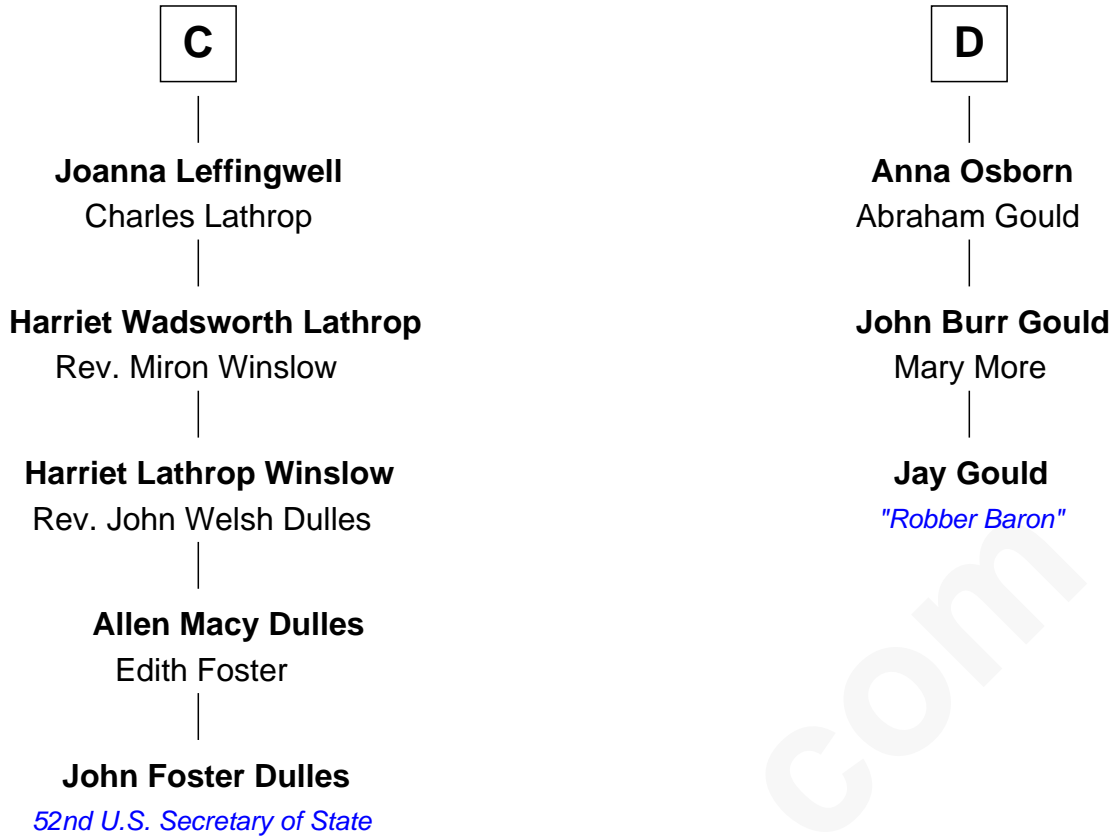 C
Joanna Leffingwell
Charles Lathrop
Harriet Wadsworth Lathrop
Rev. Miron Winslow
Harriet Lathrop Winslow
Rev. John Welsh Dulles
Allen Macy Dulles
Edith Foster
John Foster Dulles
52nd U.S. Secretary of State
D
Anna Osborn
Abraham Gould
John Burr Gould
Mary More
Jay Gould
"Robber Baron"
com